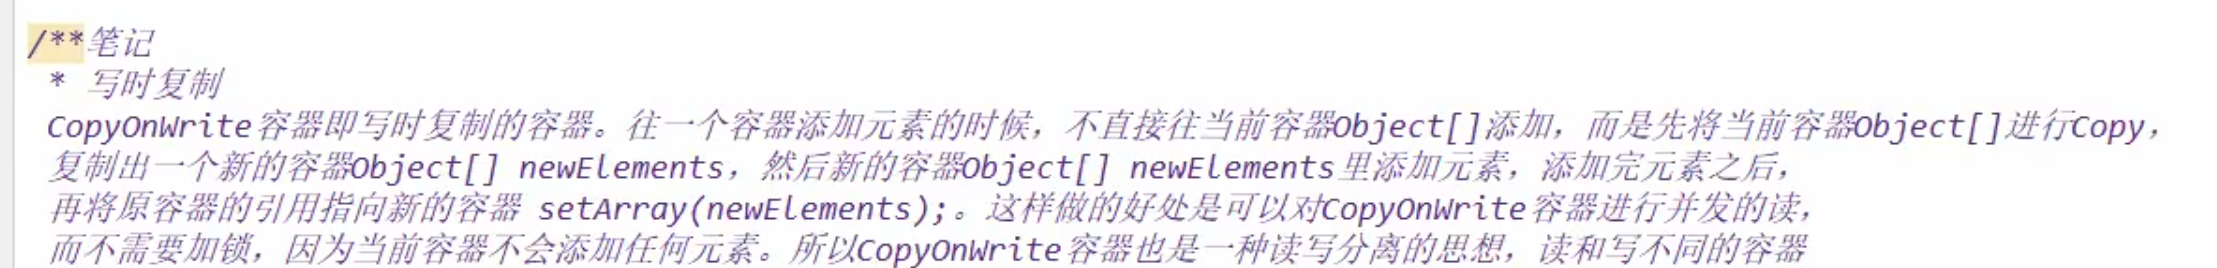 /**笔记
* 写时复制
CopyOnWrite容器即写时复制的容器。往一个容器添加元素的时候，不直接往当前容器Object[]添加，而是先将当前容器Object[]进行Copy，
复制出一个新的容器Object[] newElements，然后新的容器Object[] newElements里添加元素，添加完元素之后，
再将原容器的引用指向新的容器 setArray(newElements);。这样做的好处是可以对CopyOnWrite容器进行并发的读，
而不需要加锁，因为当前容器不会添加任何元素。所以CopyOnWrite容器也是一种读写分离的思想，读和写不同的容器